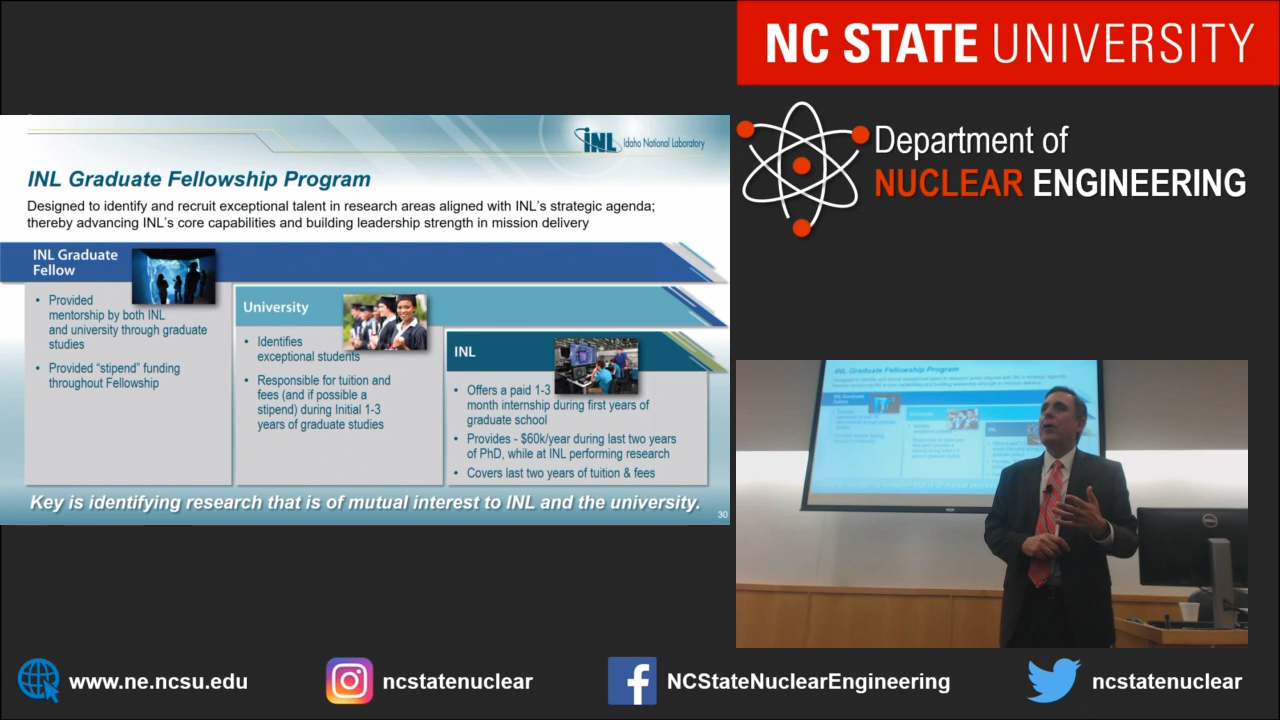 NC STATE UNIVERSITY
Department of
NUCLEAR ENGINEERING
INL Idaho National Laboratory
INL Graduate Fellowship Program
Designed to identify and recruit exceptional talent in research areas aligned with INL's strategic agenda;
thereby advancing INL's core capabilities and building leadership strength in mission delivery
INL Graduate
Fellow
• Provided
mentorship by both INL
and university through graduate
studies
• Provided "stipend" funding
throughout Fellowship
University
• Identifies
exceptional students
• Responsible for tuition and
fees (and if possible a
stipend) during Initial 1-3
years of graduate studies
INL
• Offers a paid 1-3
month internship during first years of
graduate school
• Provides - $60k/year during last two years
of PhD, while at INL performing research
• Covers last two years of tuition & fees
Key is identifying research that is of mutual interest to INL and the university.
30
INL Graduate Fellowship Program
University
DELL
www.ne.ncsu.edu
ncstatenuclear
NCStateNuclearEngineering
ncstatenuclear